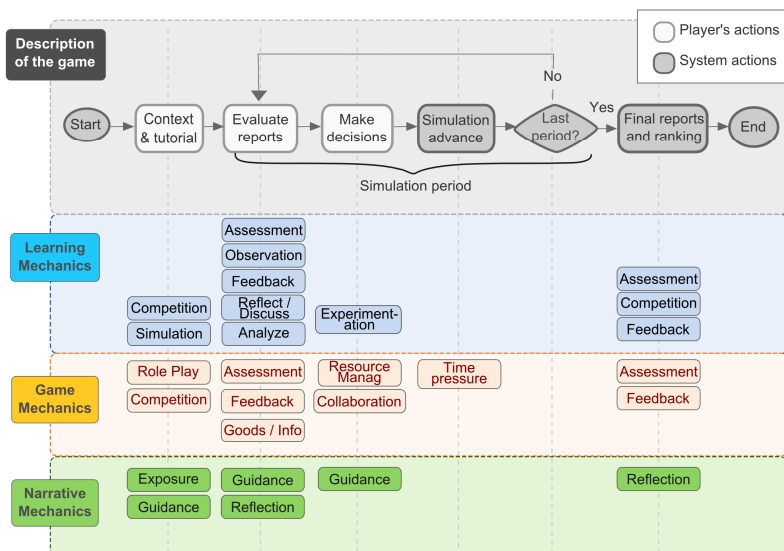 Description
of the game
Player's actions
System actions
No
Yes
Start
Context
& tutorial
Evaluate
reports
Make
decisions
Simulation
advance
Last
period?
Final reports
and ranking
End
Simulation period
Learning
Mechanics
Competition
Simulation
Assessment
Observation
Feedback
Reflect /
Discuss
Analyze
Experiment-
ation
Assessment
Competition
Feedback
Game
Mechanics
Role Play
Competition
Assessment
Feedback
Goods / Info
Resource
Manag
Collaboration
Time
pressure
Assessment
Feedback
Narrative
Mechanics
Exposure
Guidance
Guidance
Reflection
Guidance
Reflection